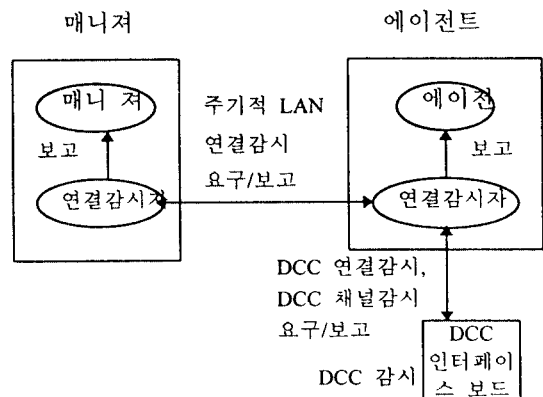 매니져
에이전트
매니 져
에이전
주기적 LAN
연결감시
요구/보고
보고
보고
연결감시자
연결감시자
DCC 연결감시,
DCC 채널감시
요구/보고
DCC 감시
DCC
인터페이
스 보드